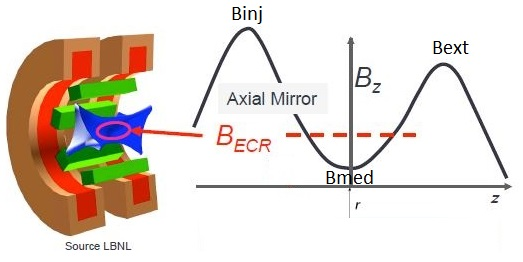 Binj
Bext
Bz
Axial Mirror
BECR
Bmed
r
z
Source LBNL